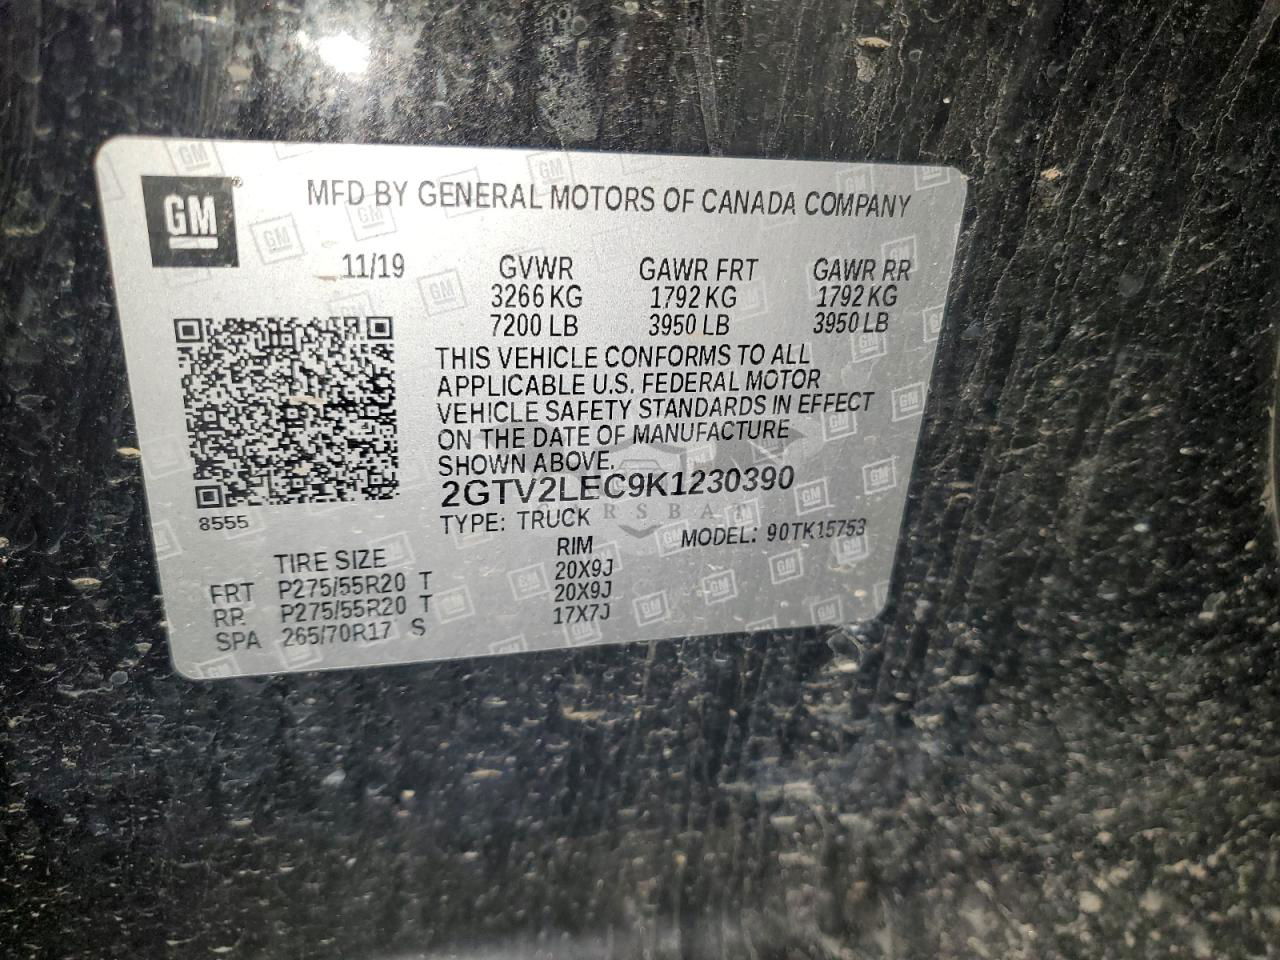 GM
MFD BY GENERAL MOTORS OF CANADA COMPANY
11/19 GVWR GAWR FRT GAWR RR
3266 KG 1792 KG 1792 KG
7200 LB 3950 LB 3950 LB
THIS VEHICLE CONFORMS TO ALL
APPLICABLE U.S. FEDERAL MOTOR
VEHICLE SAFETY STANDARDS IN EFFECT
ON THE DATE OF MANUFACTURE
SHOWN ABOVE.
2GTV2LEC9K1230390
8555
TYPE: TRUCK MODEL: 90TK15753
TIRE SIZE RIM
FRT P275/55R20 T 20X9J
RR P275/55R20 T 20X9J
SPA 265/70R17 S 17X7J